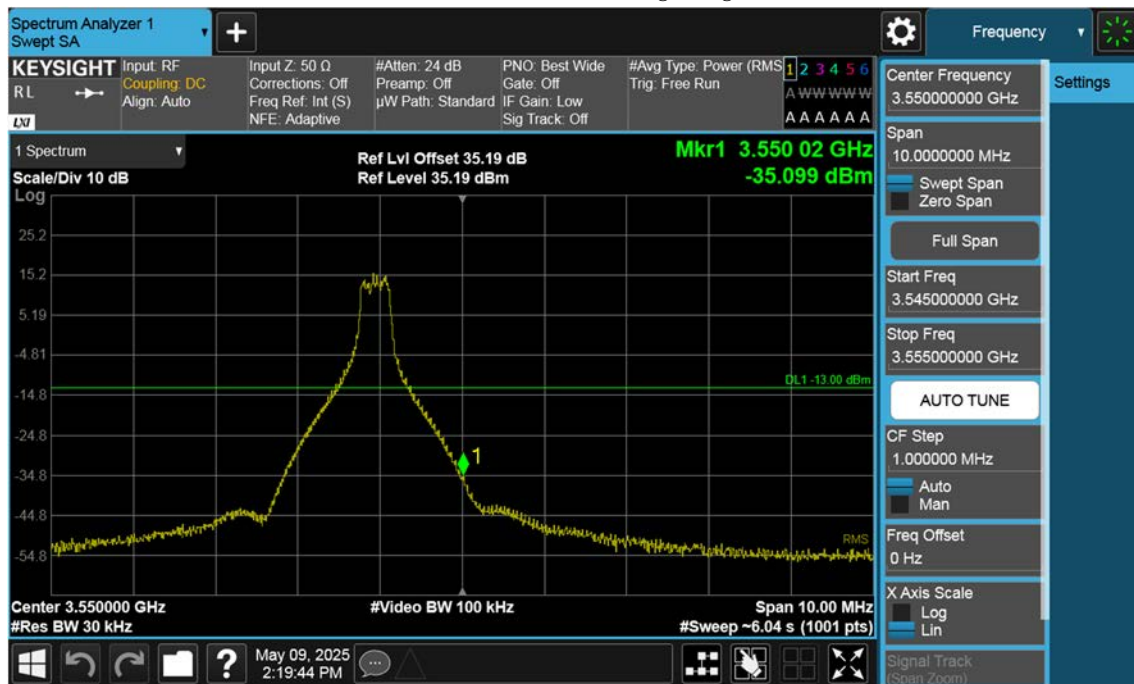 Spectrum Analyzer 1
Swept SA
+
Frequency
KEYSIGHT
RL
LXI
Input: RF
Coupling: DC
Align: Auto
Input Z: 50 Ω
Corrections: Off
Freq Ref: Int (S)
NFE: Adaptive
#Atten: 24 dB
Preamp: Off
µW Path: Standard
PNO: Best Wide
Gate: Off
IF Gain: Low
Sig Track: Off
#Avg Type: Power (RMS
Trig: Free Run
1 2 3 4 5 6
A W W W W W
A A A A A A
1 Spectrum
Scale/Div 10 dB
Log
Ref Lvl Offset 35.19 dB
Ref Level 35.19 dBm
Mkr1 3.550 02 GHz
-35.099 dBm
25.2
15.2
5.19
-4.81
-14.8
-24.8
-34.8
-44.8
-54.8
DL1 -13.00 dBm
1
RMS
Center 3.550000 GHz
#Video BW 100 kHz
Span 10.00 MHz
#Res BW 30 kHz
#Sweep ~6.04 s (1001 pts)
Center Frequency
3.550000000 GHz
Settings
Span
10.0000000 MHz
Swept Span
Zero Span
Full Span
Start Freq
3.545000000 GHz
Stop Freq
3.555000000 GHz
AUTO TUNE
CF Step
1.000000 MHz
Auto
Man
Freq Offset
0 Hz
X Axis Scale
Log
Lin
Signal Track
(Span Zoom)
?
May 09, 2025
2:19:44 PM